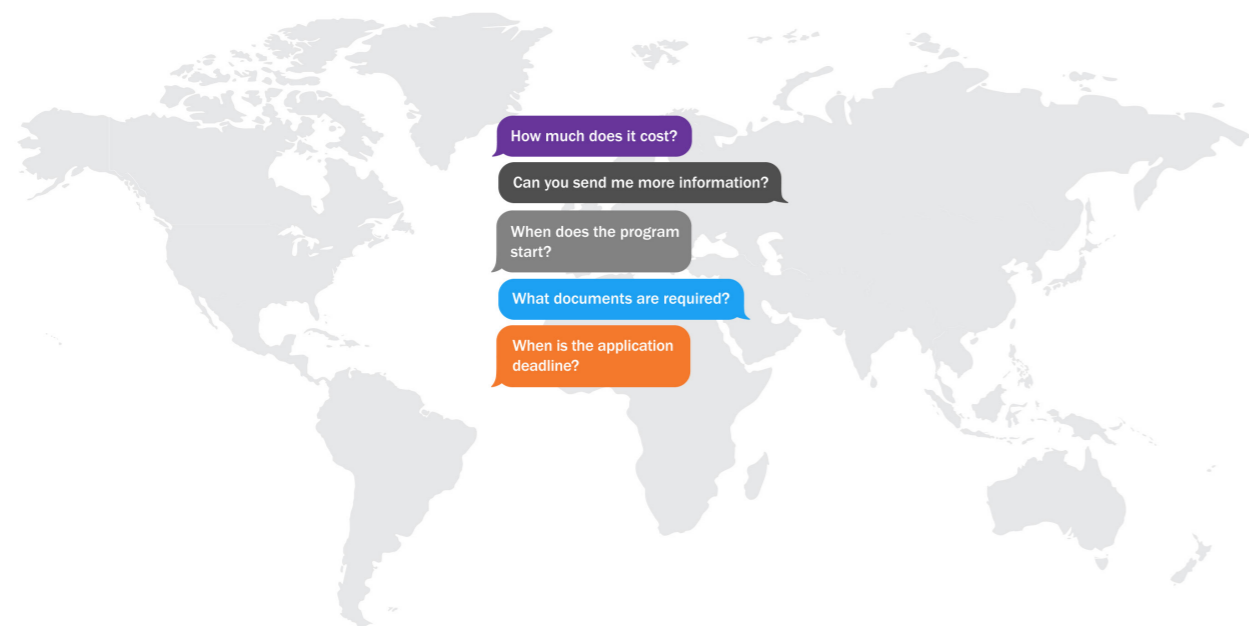 How much does it cost?
Can you send me more information?
When does the program
start?
What documents are required?
When is the application
deadline?